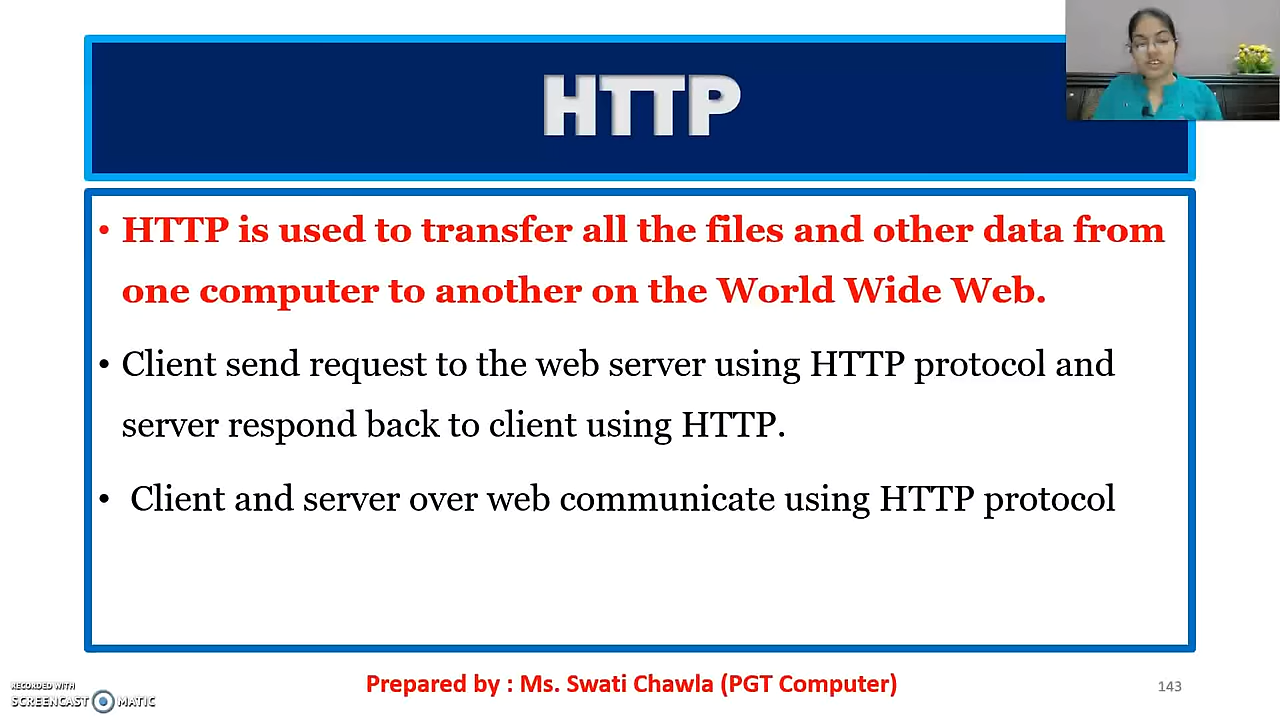 HTTP
• HTTP is used to transfer all the files and other data from
one computer to another on the World Wide Web.
• Client send request to the web server using HTTP protocol and
server respond back to client using HTTP.
• Client and server over web communicate using HTTP protocol
Prepared by : Ms. Swati Chawla (PGT Computer)
143
RECORDED WITH
SCREENCAST MATIC